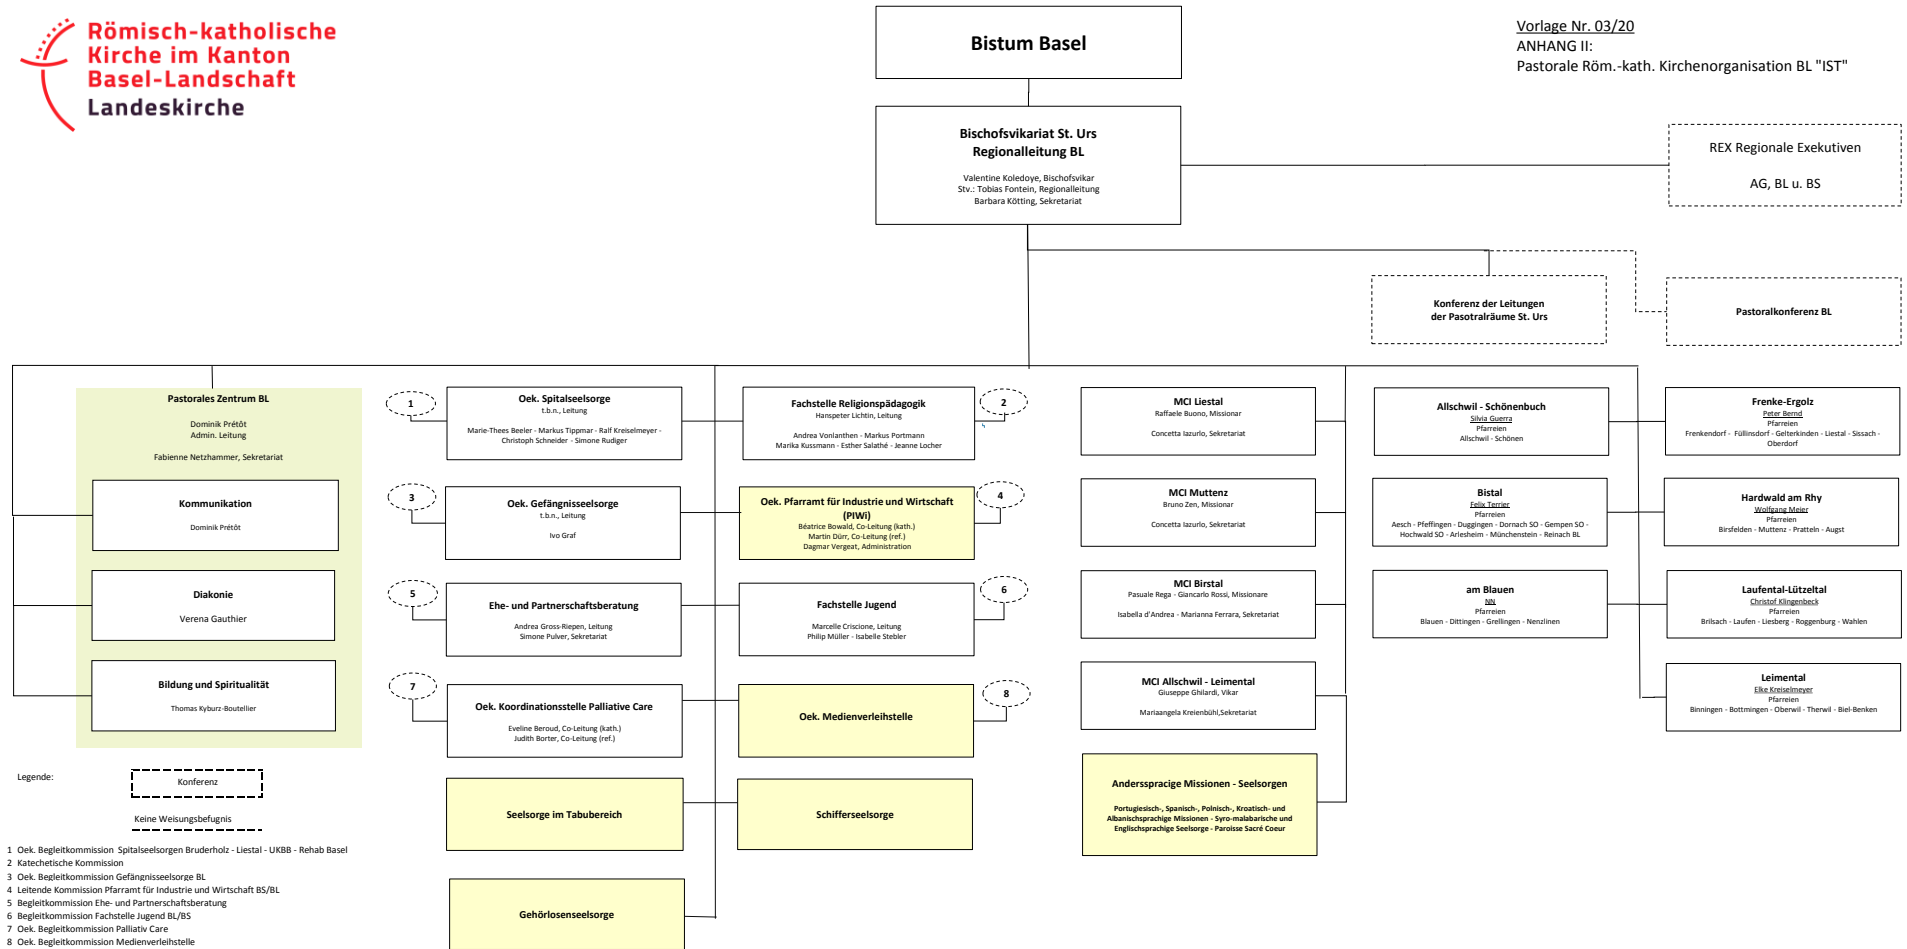 Römisch-katholische
Kirche im Kanton
Basel-Landschaft
Landeskirche
Bistum Basel
Vorlage Nr. 03/20
ANHANG II:
Pastorale Röm.-kath. Kirchenorganisation BL "IST"
Bischofsvikariat St. Urs
Regionalleitung BL
Valentine Koledoye, Bischofsvikar
Stv.: Tobias Fontein, Regionalleitung
Barbara Kötting, Sekretariat
REX Regionale Exekutiven
AG, BL u. BS
Konferenz der Leitungen
der Pasotralräume St. Urs
Pastoralkonferenz BL
Pastorales Zentrum BL
Dominik Prétôt
Admin. Leitung
Fabienne Netzhammer, Sekretariat
Kommunikation
Dominik Prétôt
Diakonie
Verena Gauthier
Bildung und Spiritualität
Thomas Kyburz-Boutellier
1
Oek. Spitalseelsorge
t.b.n., Leitung
Marie-Thees Beeler - Markus Tippmar - Ralf Kreiselmeyer -
Christoph Schneider - Simone Rudiger
Fachstelle Religionspädagogik
Hanspeter Lichtin, Leitung
Andrea Vonlanthen - Markus Portmann
Marika Kussmann - Esther Salathé - Jeanne Locher
2
3
Oek. Gefängnisseelsorge
t.b.n., Leitung
Ivo Graf
Oek. Pfarramt für Industrie und Wirtschaft
(PIWi)
Béatrice Bowald, Co-Leitung (kath.)
Martin Dürr, Co-Leitung (ref.)
Dagmar Vergeat, Administration
4
5
Ehe- und Partnerschaftsberatung
Andrea Gross-Riepen, Leitung
Simone Pulver, Sekretariat
Fachstelle Jugend
Marcelle Criscione, Leitung
Philip Müller - Isabelle Stebler
6
7
Oek. Koordinationsstelle Palliative Care
Eveline Beroud, Co-Leitung (kath.)
Judith Borter, Co-Leitung (ref.)
Oek. Medienverleihstelle
8
Seelsorge im Tabubereich
Schifferseelsorge
Gehörlosenseelsorge
MCI Liestal
Raffaele Buono, Missionar
Concetta Iazurlo, Sekretariat
MCI Muttenz
Bruno Zen, Missionar
Concetta Iazurlo, Sekretariat
MCI Birstal
Pasuale Rega - Giancarlo Rossi, Missionare
Isabella d'Andrea - Marianna Ferrara, Sekretariat
MCI Allschwil - Leimental
Giuseppe Ghilardi, Vikar
Mariaangela Kreienbühl,Sekretariat
Anderssprachige Missionen - Seelsorgen
Portugiesisch-, Spanisch-, Polnisch-, Kroatisch- und
Albanischsprachige Missionen - Syro-malabarische und
Englischsprachige Seelsorge - Paroisse Sacré Coeur
Allschwil - Schönenbuch
Silvia Guerra
Pfarreien
Allschwil - Schönen
Bistal
Felix Terrier
Pfarreien
Aesch - Pfeffingen - Duggingen - Dornach SO - Gempen SO -
Hochwald SO - Arlesheim - Münchenstein - Reinach BL
am Blauen
NN
Pfarreien
Blauen - Dittingen - Grellingen - Nenzlinen
Frenke-Ergolz
Peter Bernd
Pfarreien
Frenkendorf - Füllinsdorf - Gelterkinden - Liestal - Sissach -
Oberdorf
Hardwald am Rhy
Wolfgang Meier
Pfarreien
Birsfelden - Muttenz - Pratteln - Augst
Laufental-Lützeltal
Christof Klingenbeck
Pfarreien
Brilsach - Laufen - Liesberg - Roggenburg - Wahlen
Leimental
Elke Kreiselmeyer
Pfarreien
Binningen - Bottmingen - Oberwil - Therwil - Biel-Benken
Legende:
Konferenz
Keine Weisungsbefugnis
1 Oek. Begleitkommission Spitalseelsorgen Bruderholz - Liestal - UKBB - Rehab Basel
2 Katechetische Kommission
3 Oek. Begleitkommission Gefängnisseelsorge BL
4 Leitende Kommission Pfarramt für Industrie und Wirtschaft BS/BL
5 Begleitkommission Ehe- und Partnerschaftsberatung
6 Begleitkommission Fachstelle Jugend BL/BS
7 Oek. Begleitkommission Palliativ Care
8 Oek. Begleitkommission Medienverleihstelle